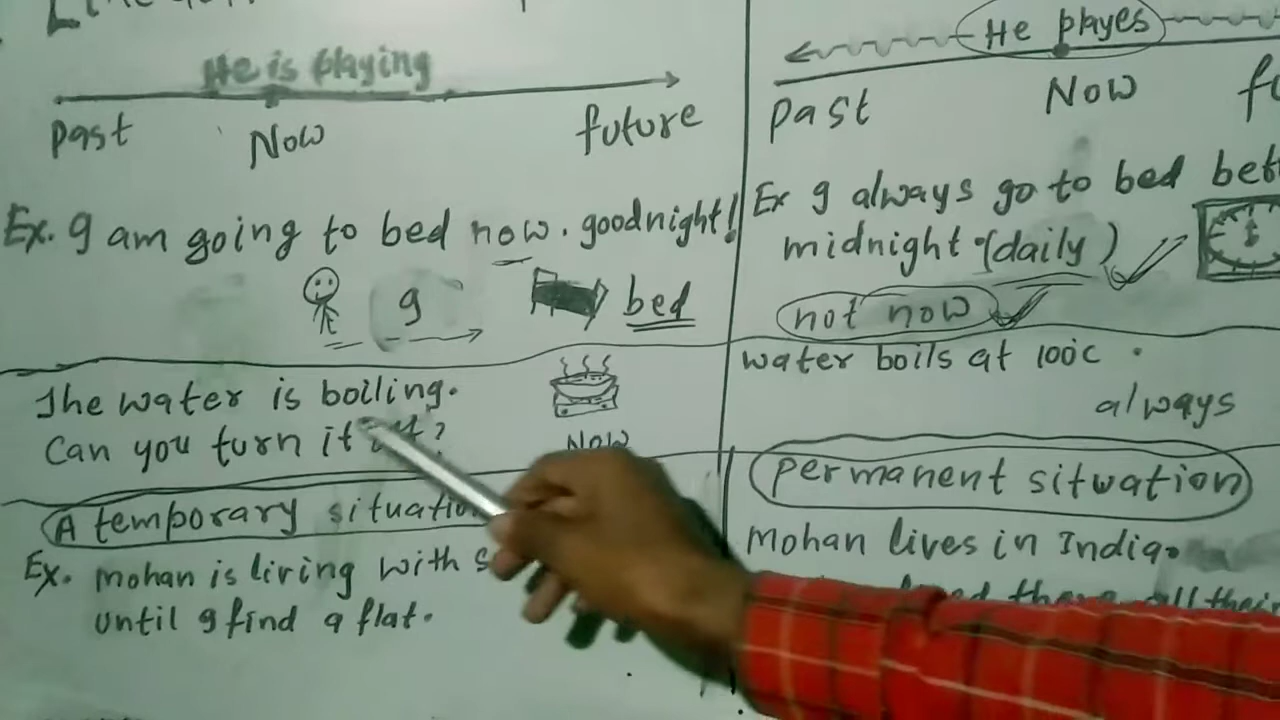 He is playing
past Now future
Ex. I am going to bed now. goodnight!
I bed
The water is boiling.
Can you turn it ?
Now
A temporary
Ex. mohan is living with
until I find a flat.
He playes
past Now
Ex I always go to bed
midnight (daily)
not now
water boils at 100c.
always
permanent situation
mohan lives in India.
all their